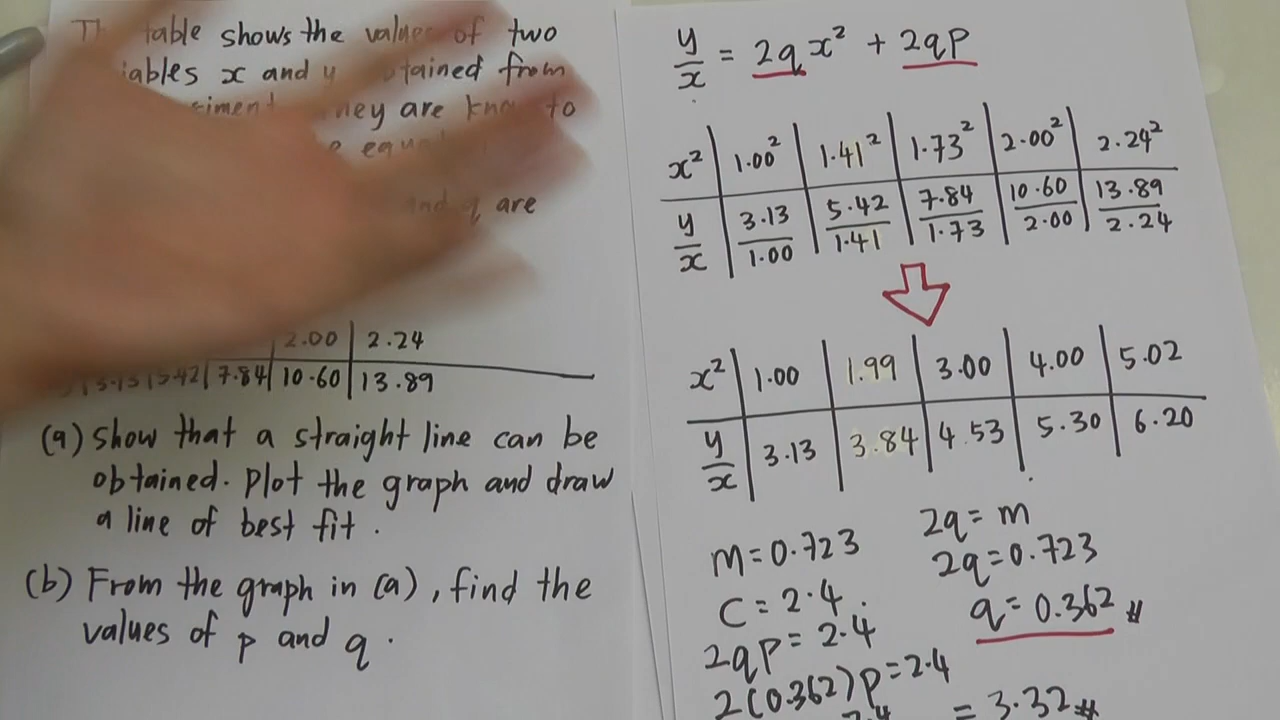 table shows the values of two
x and y obtained from
they are to
are
2.00 | 2.24
5.42 | 7.84 | 10.60 | 13.89
(a) Show that a straight line can be
obtained. Plot the graph and draw
a line of best fit.
(b) From the graph in (a), find the
values of p and q.
y/x = 2qx² + 2qp
x² | 1.00² | 1.41² | 1.73² | 2.00² | 2.24²
y/x | 3.13/1.00 | 5.42/1.41 | 7.84/1.73 | 10.60/2.00 | 13.89/2.24
x² | 1.00 | 1.99 | 3.00 | 4.00 | 5.02
y/x | 3.13 | 3.84 | 4.53 | 5.30 | 6.20
m = 0.723
C = 2.4
2qp = 2.4
2(0.362)p = 2.4
= 3.32 #
2q = m
2q = 0.723
q = 0.362 #